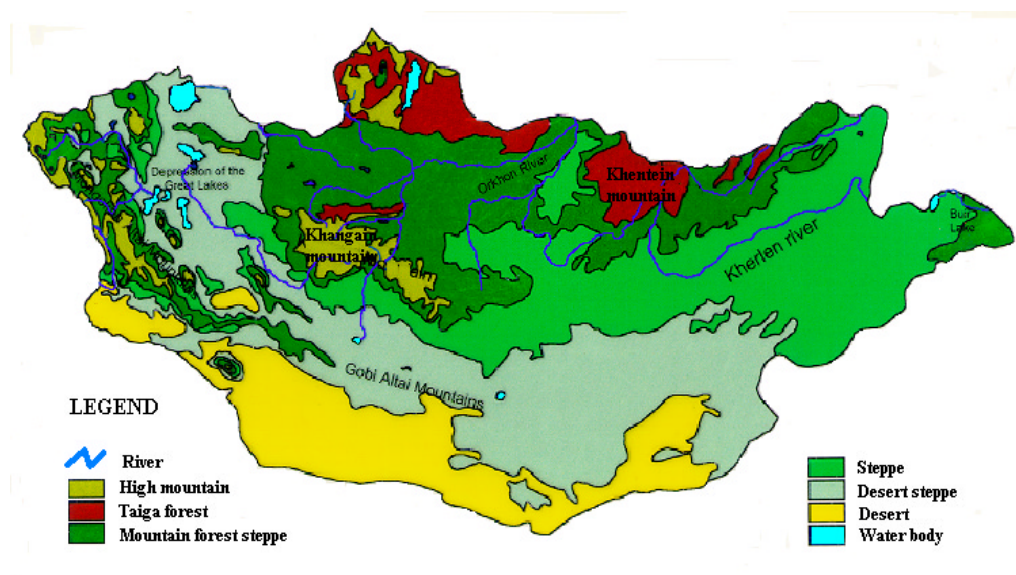 Depression of the
Great Lakes
Orkhon River
Khentein
mountain
Buir
Lake
Khangain
mountain
Kherlen river
Gobi Altai Mountains
LEGEND
River
High mountain
Taiga forest
Mountain forest steppe
Steppe
Desert steppe
Desert
Water body